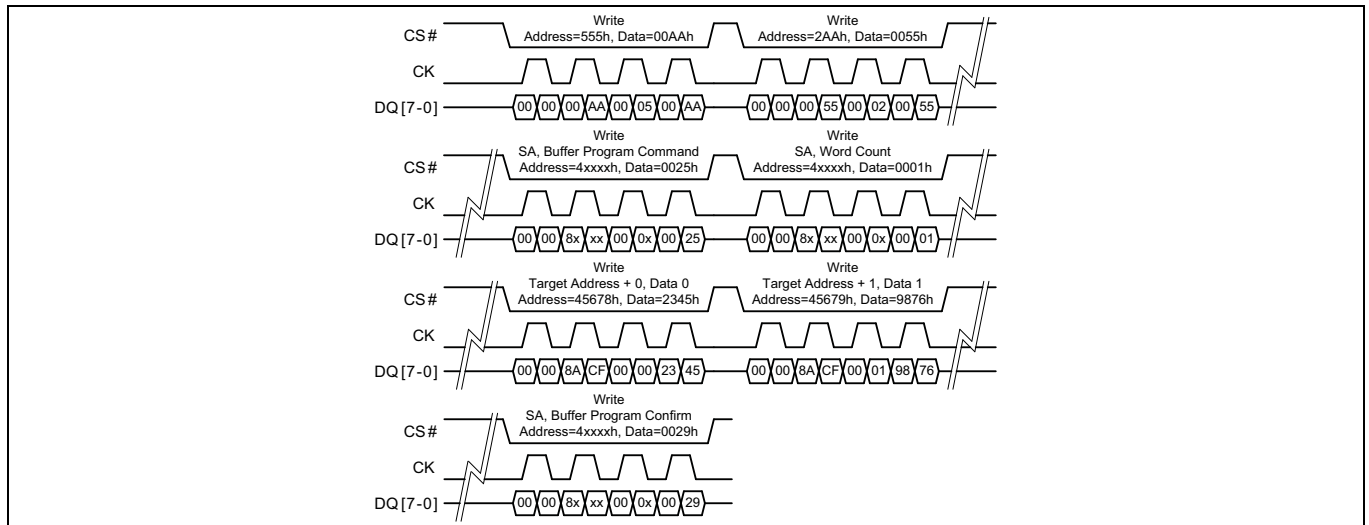 Write Write
CS# Address=555h, Data=00AAh Address=2AAh, Data=0055h
CK
DQ[7-0] 00 00 00 AA 00 05 00 AA 00 00 00 55 00 02 00 55
Write Write
SA, Buffer Program Command SA, Word Count
CS# Address=4xxxxh, Data=0025h Address=4xxxxh, Data=0001h
CK
DQ[7-0] 00 00 8x xx 00 0x 00 25 00 00 8x xx 00 0x 00 01
Write Write
Target Address + 0, Data 0 Target Address + 1, Data 1
CS# Address=45678h, Data=2345h Address=45679h, Data=9876h
CK
DQ[7-0] 00 00 8A CF 00 00 23 45 00 00 8A CF 00 01 98 76
Write
SA, Buffer Program Confirm
CS# Address=4xxxxh, Data=0029h
CK
DQ[7-0] 00 00 8x xx 00 0x 00 29